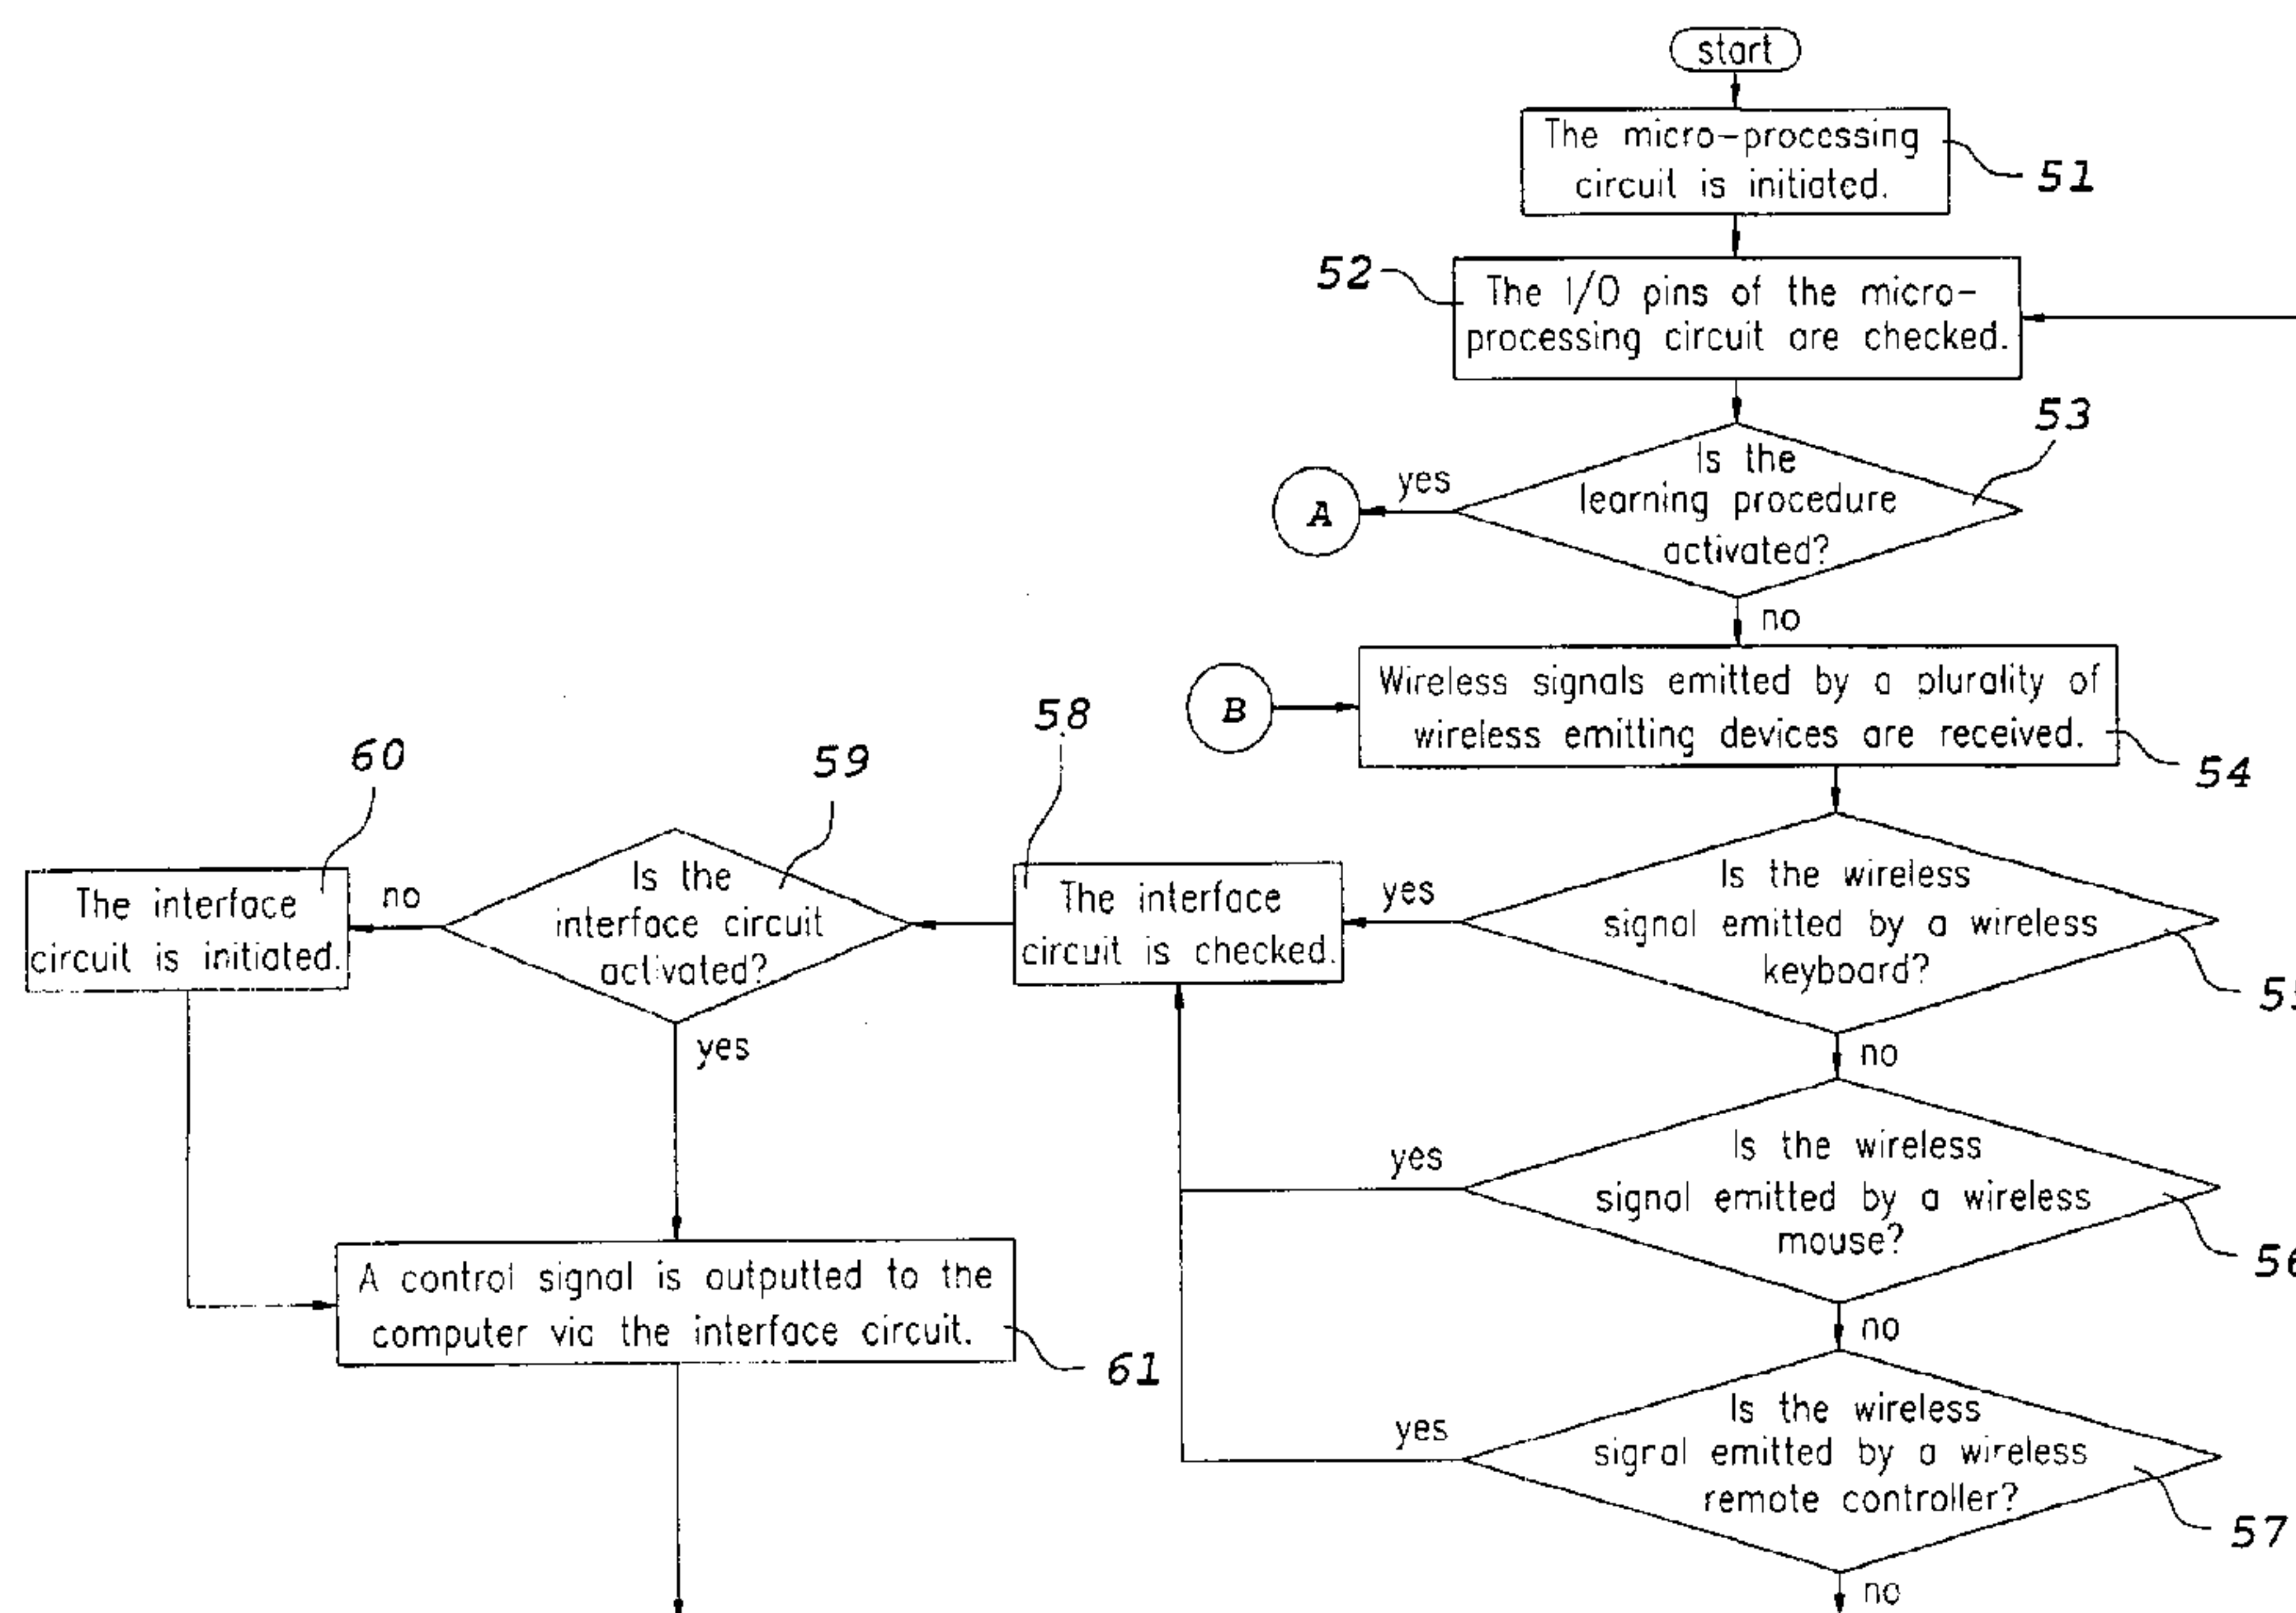 start
The micro-processing
circuit is initiated.
51
52
The I/O pins of the micro-
processing circuit are checked.
53
Is the
learning procedure
activated?
yes
A
no
B
Wireless signals emitted by a plurality of
wireless emitting devices are received.
54
Is the wireless
signal emitted by a wireless
keyboard?
yes
no
58
The interface
circuit is checked.
59
Is the
interface circuit
activated?
no
yes
60
The interface
circuit is initiated.
Is the wireless
signal emitted by a wireless
mouse?
yes
no
A control signal is outputted to the
computer via the interface circuit.
61
Is the wireless
signal emitted by a wireless
remote controller?
57
yes
no